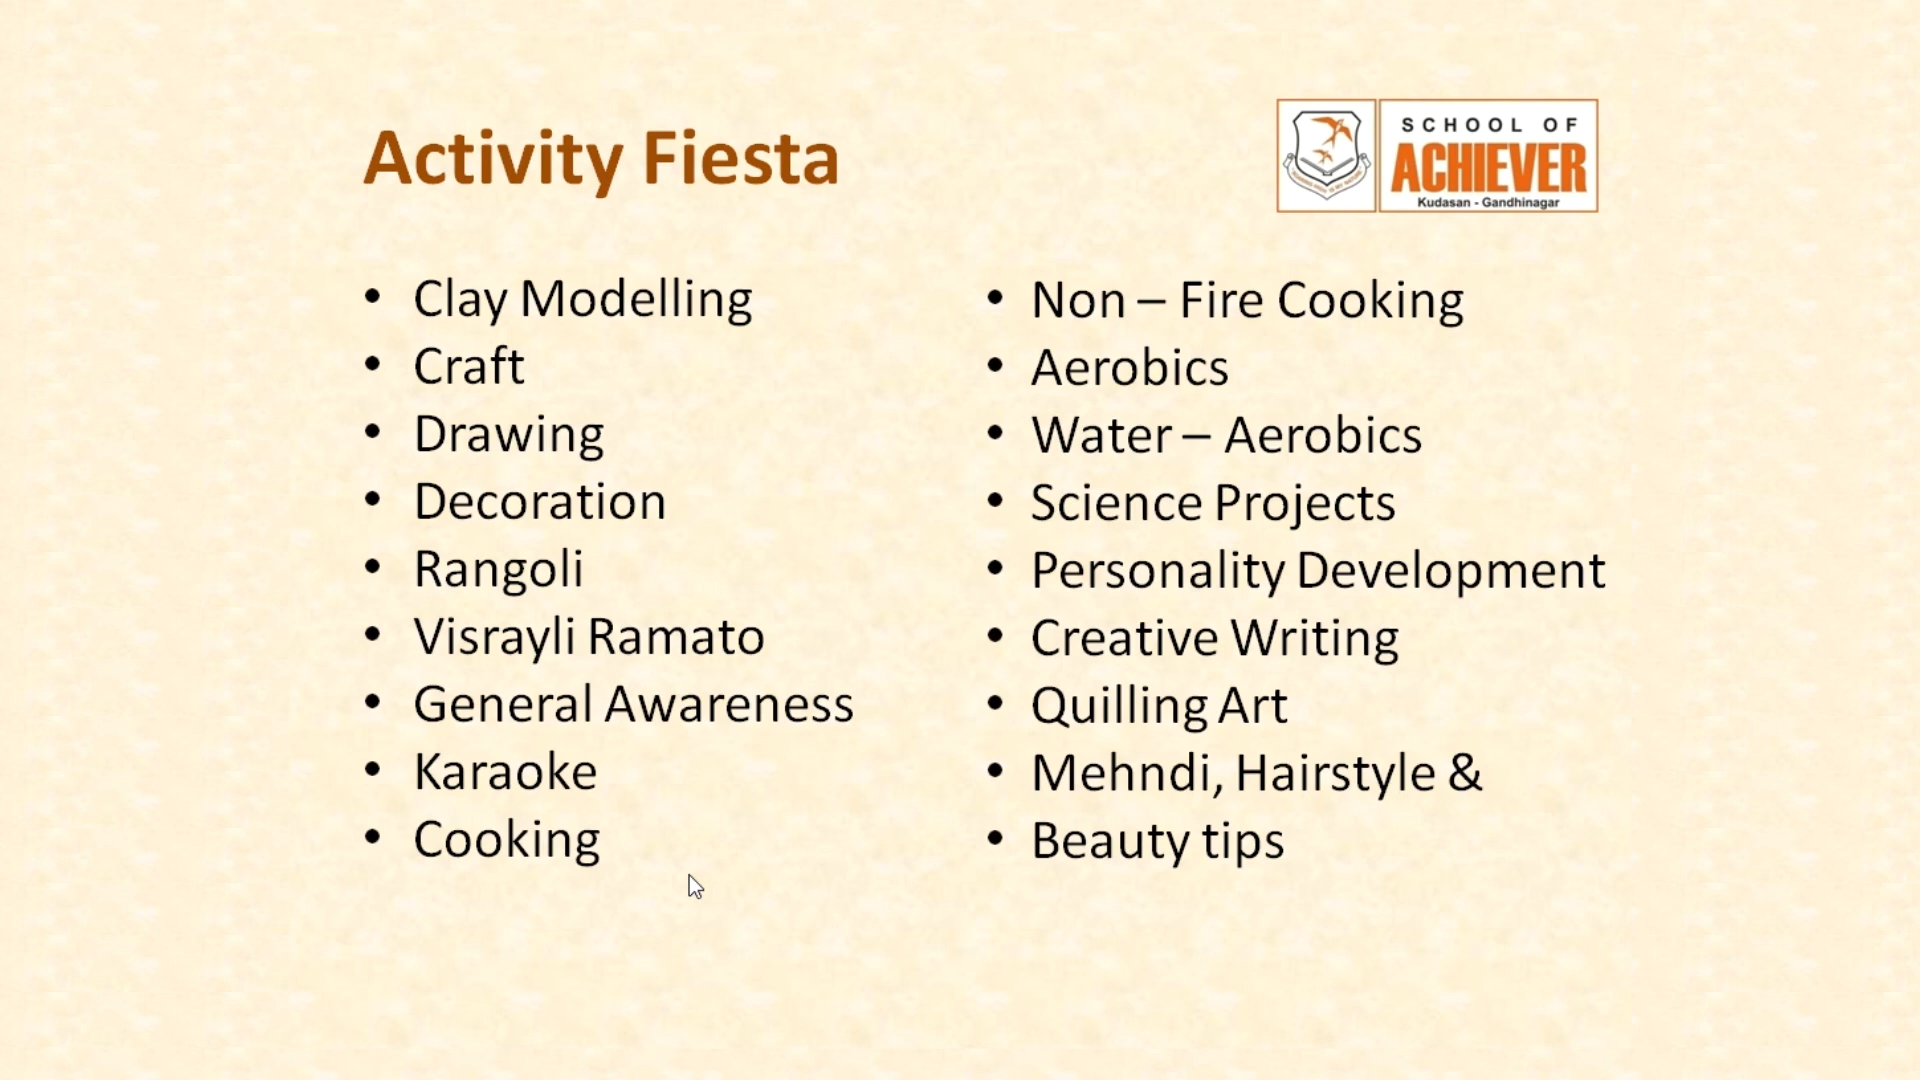 Activity Fiesta
SCHOOL OF
ACHIEVER
Kudasan - Gandhinagar
• Clay Modelling
• Craft
• Drawing
• Decoration
• Rangoli
• Visrayli Ramato
• General Awareness
• Karaoke
• Cooking
• Non – Fire Cooking
• Aerobics
• Water – Aerobics
• Science Projects
• Personality Development
• Creative Writing
• Quilling Art
• Mehndi, Hairstyle &
• Beauty tips